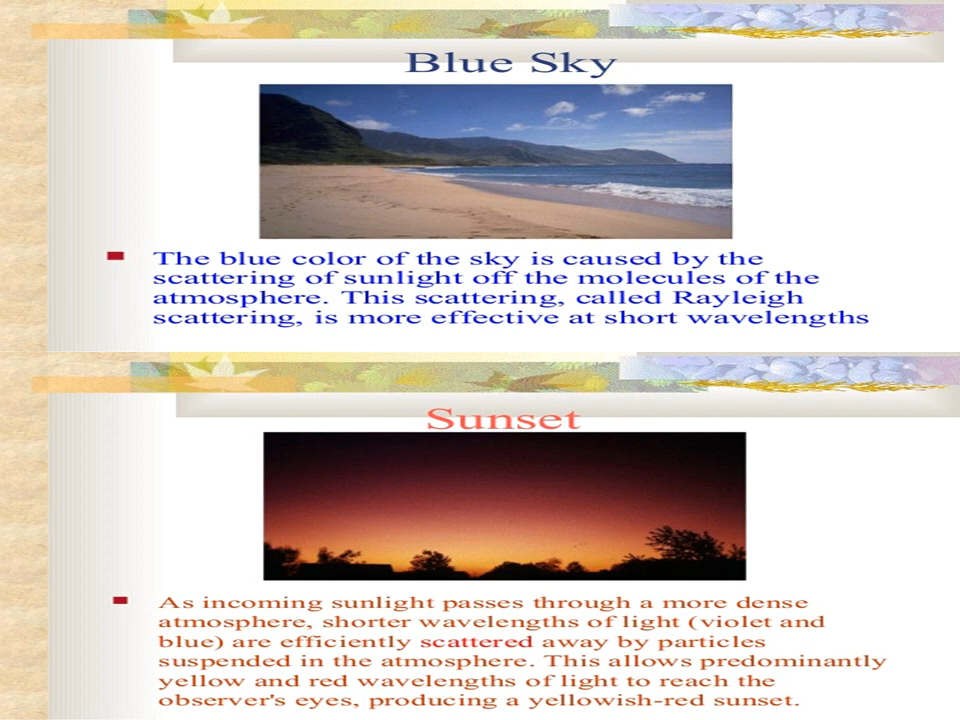 Blue Sky
The blue color of the sky is caused by the
scattering of sunlight off the molecules of the
atmosphere. This scattering, called Rayleigh
scattering, is more effective at short wavelengths
Sunset
As incoming sunlight passes through a more dense
atmosphere, shorter wavelengths of light (violet and
blue) are efficiently scattered away by particles
suspended in the atmosphere. This allows predominantly
yellow and red wavelengths of light to reach the
observer's eyes, producing a yellowish-red sunset.